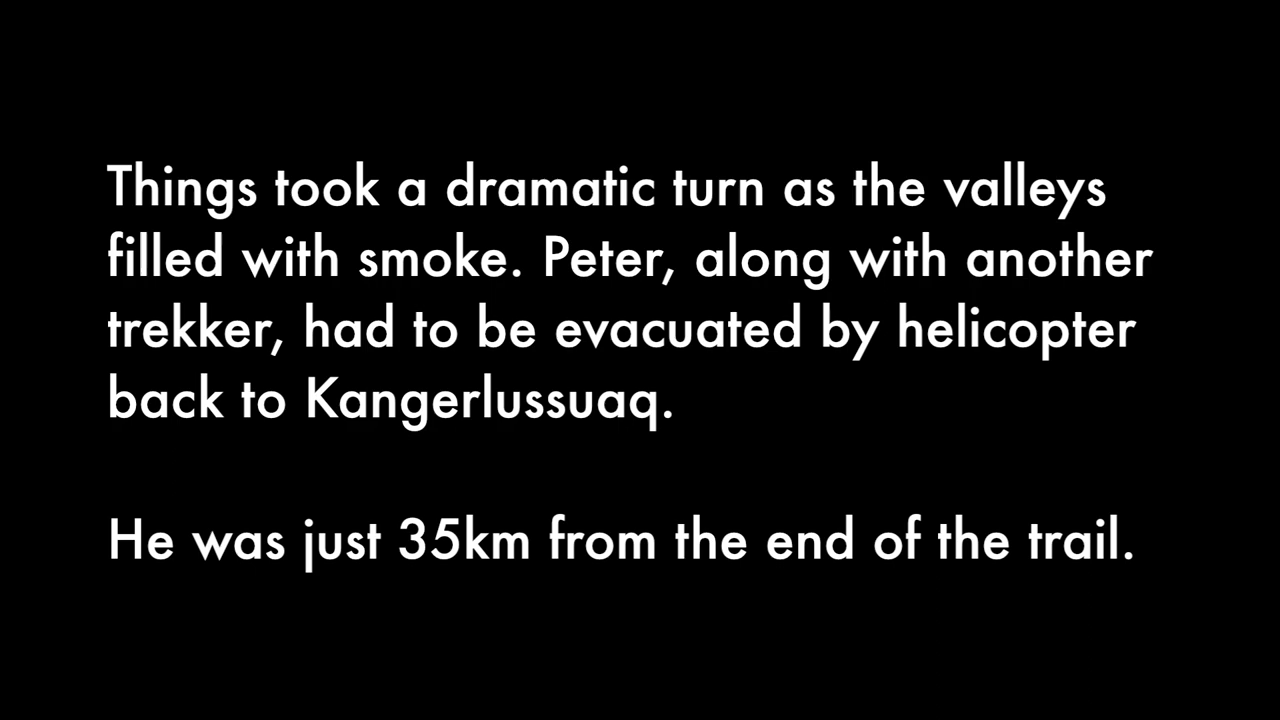 Things took a dramatic turn as the valleys
filled with smoke. Peter, along with another
trekker, had to be evacuated by helicopter
back to Kangerlussuaq.
He was just 35km from the end of the trail.